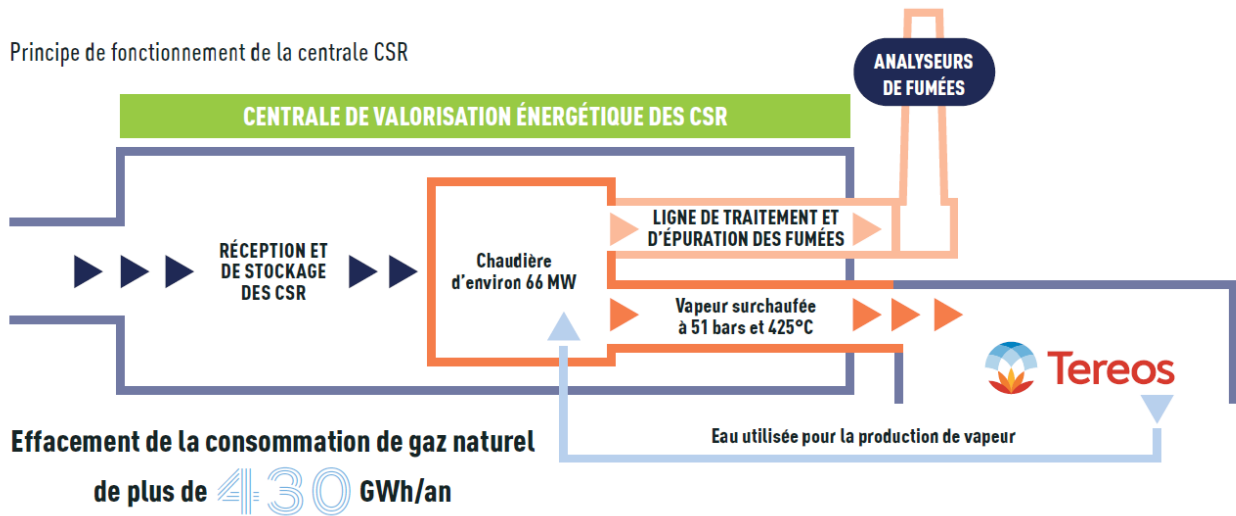 Principe de fonctionnement de la centrale CSR
ANALYSEURS
DE FUMÉES
CENTRALE DE VALORISATION ÉNERGÉTIQUE DES CSR
RÉCEPTION ET
DE STOCKAGE
DES CSR
Chaudière
d'environ 66 MW
LIGNE DE TRAITEMENT ET
D'ÉPURATION DES FUMÉES
Vapeur surchaufée
à 51 bars et 425°C
Tereos
Eau utilisée pour la production de vapeur
Effacement de la consommation de gaz naturel
de plus de 430 GWh/an